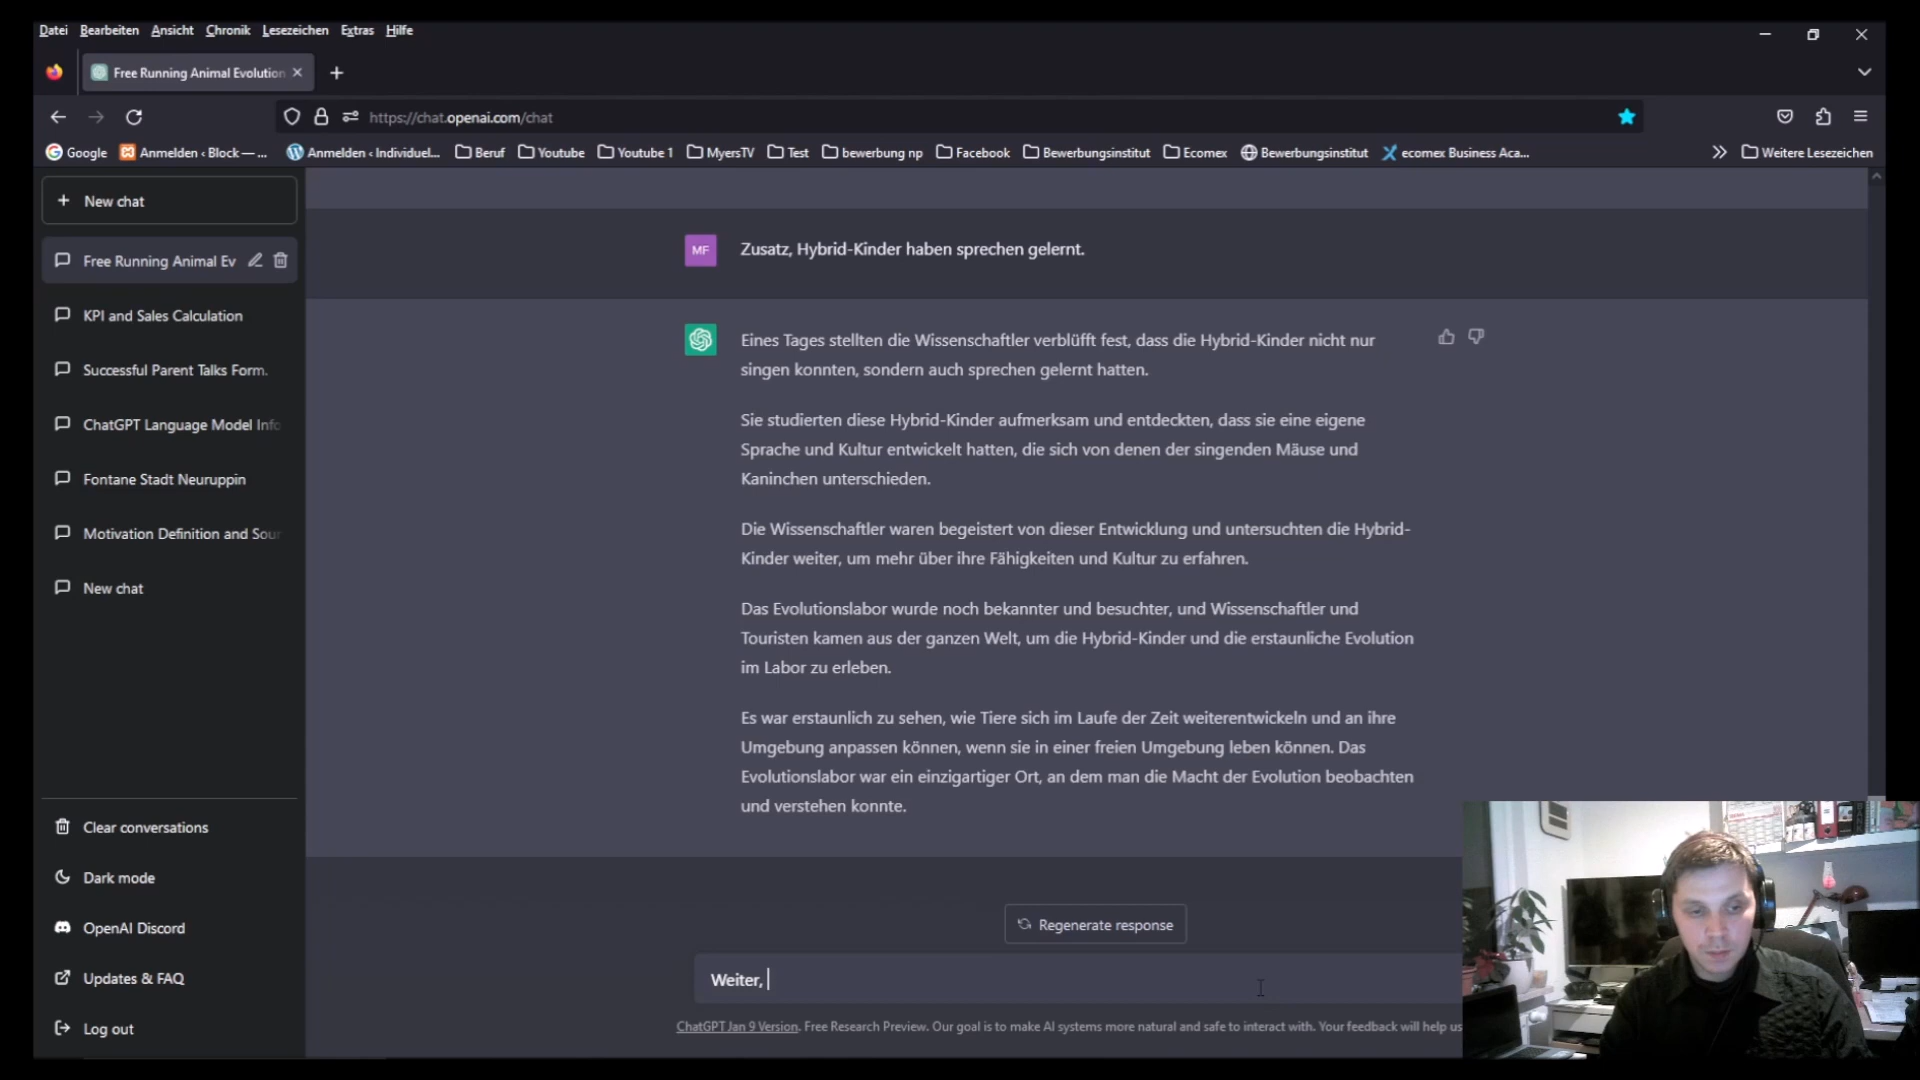 Datei Bearbeiten Ansicht Chronik Lesezeichen Extras Hilfe
Free Running Animal Evolution
https://chat.openai.com/chat
Google Anmeldn ‹ Block — ... Anmelden ‹ Individuel... Beruf Youtube Youtube 1 MyersTV Test bewerbung np Facebook Bewerbungsinstitut Ecomex Bewerbungsinstitut ecomex Business Aca... Weitere Lesezeichen
New chat
Free Running Animal Ev
KPI and Sales Calculation
Successful Parent Talks Form.
ChatGPT Language Model Info
Fontane Stadt Neuruppin
Motivation Definition and Sour
New chat
Clear conversations
Dark mode
OpenAI Discord
Updates & FAQ
Log out
MF
Zusatz, Hybrid-Kinder haben sprechen gelernt.
Eines Tages stellten die Wissenschaftler verblüfft fest, dass die Hybrid-Kinder nicht nur
singen konnten, sondern auch sprechen gelernt hatten.
Sie studierten diese Hybrid-Kinder aufmerksam und entdeckten, dass sie eine eigene
Sprache und Kultur entwickelt hatten, die sich von denen der singenden Mäuse und
Kaninchen unterschieden.
Die Wissenschaftler waren begeistert von dieser Entwicklung und untersuchten die Hybrid-
Kinder weiter, um mehr über ihre Fähigkeiten und Kultur zu erfahren.
Das Evolutionslabor wurde noch bekannter und besuchter, und Wissenschaftler und
Touristen kamen aus der ganzen Welt, um die Hybrid-Kinder und die erstaunliche Evolution
im Labor zu erleben.
Es war erstaunlich zu sehen, wie Tiere sich im Laufe der Zeit weiterentwickeln und an ihre
Umgebung anpassen können, wenn sie in einer freien Umgebung leben können. Das
Evolutionslabor war ein einzigartiger Ort, an dem man die Macht der Evolution beobachten
und verstehen konnte.
Regenerate response
Weiter,
ChatGPT Jan 9 Version. Free Research Preview. Our goal is to make AI systems more natural and safe to interact with. Your feedback will help us